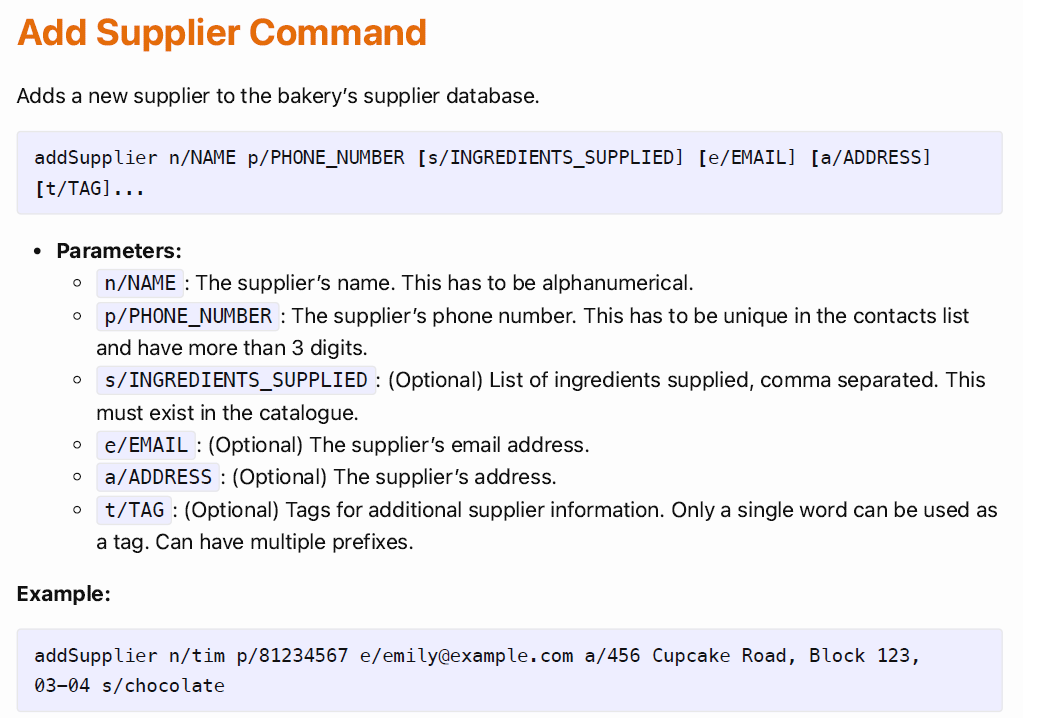 Add Supplier Command
Adds a new supplier to the bakery’s supplier database.
addSupplier n/NAME p/PHONE_NUMBER [s/INGREDIENTS_SUPPLIED] [e/EMAIL] [a/ADDRESS]
[t/TAG]...
• Parameters:
◦ n/NAME : The supplier’s name. This has to be alphanumerical.
◦ p/PHONE_NUMBER : The supplier’s phone number. This has to be unique in the contacts list
and have more than 3 digits.
◦ s/INGREDIENTS_SUPPLIED : (Optional) List of ingredients supplied, comma separated. This
must exist in the catalogue.
◦ e/EMAIL : (Optional) The supplier’s email address.
◦ a/ADDRESS : (Optional) The supplier’s address.
◦ t/TAG : (Optional) Tags for additional supplier information. Only a single word can be used as
a tag. Can have multiple prefixes.
Example:
addSupplier n/tim p/81234567 e/emily@example.com a/456 Cupcake Road, Block 123,
03-04 s/chocolate